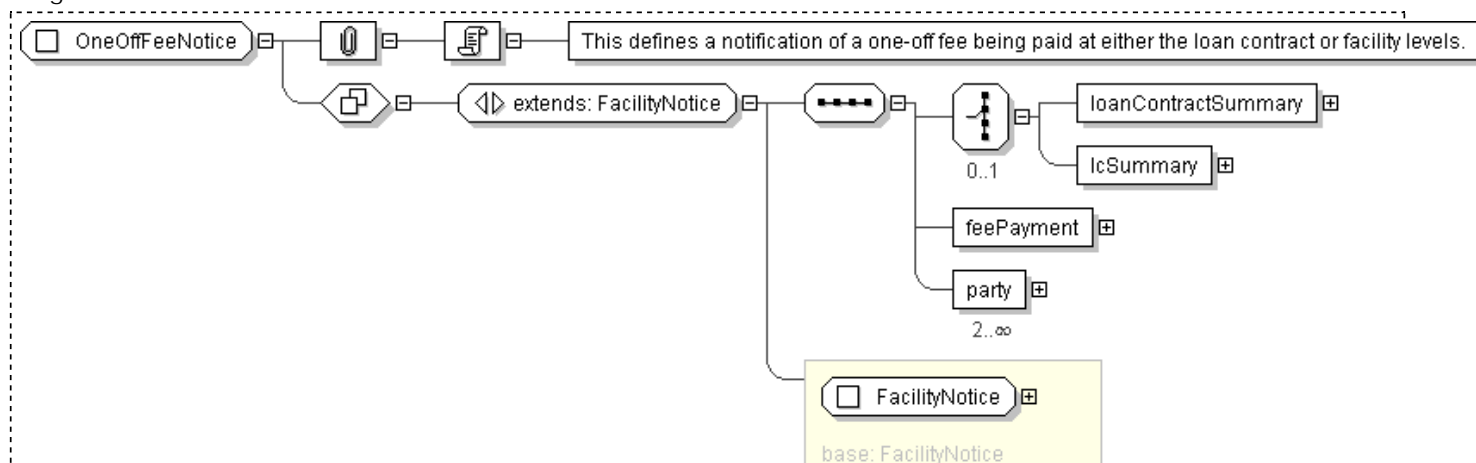 OneOffFeeNotice
This defines a notification of a one-off fee being paid at either the loan contract or facility levels.
extends: FacilityNotice
loanContractSummary
0..1
lcSummary
feePayment
party
2..∞
FacilityNotice
base: FacilityNotice